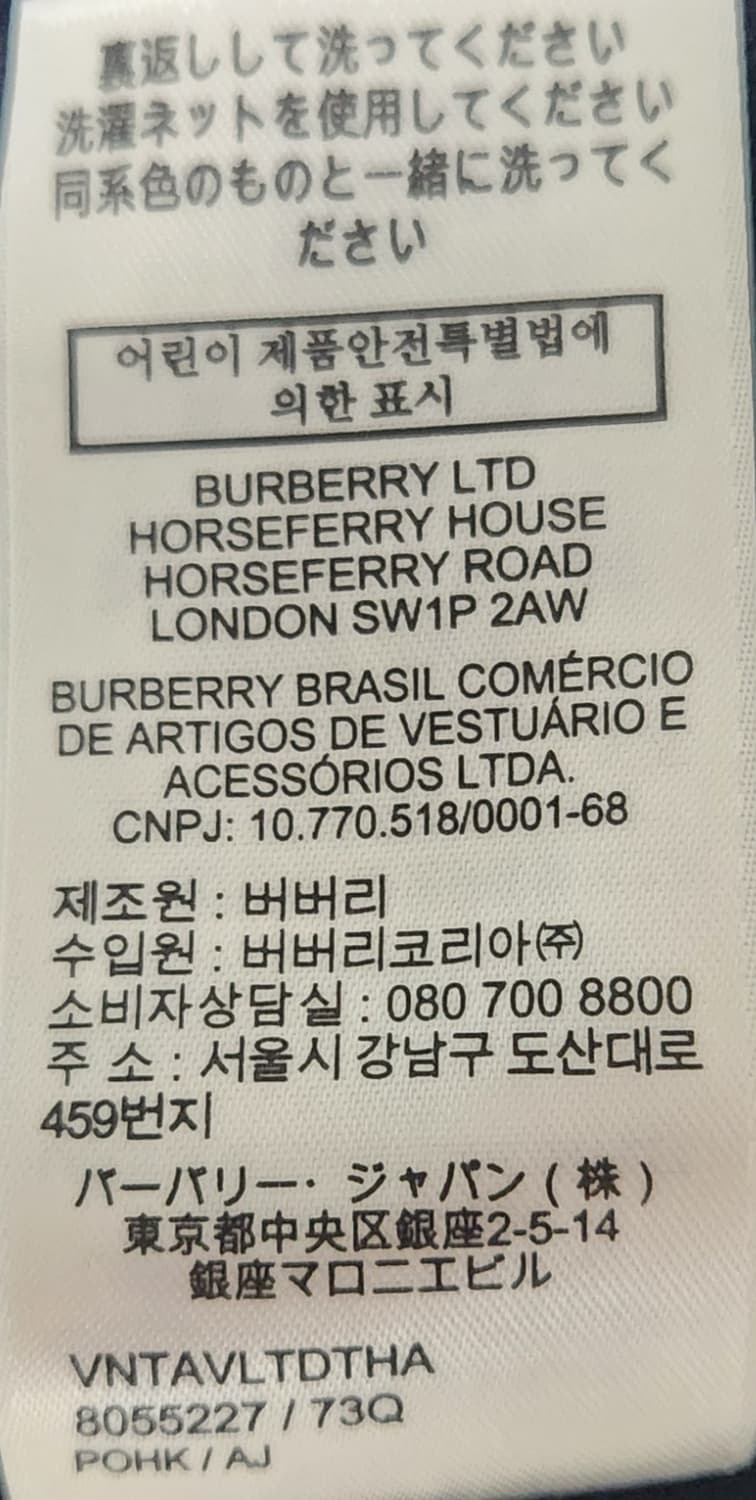 裏返しして洗ってください
洗濯ネットを使用してください
同系色のものと一緒に洗ってく
ださい
어린이 제품안전특별법에
의한 표시
BURBERRY LTD
HORSEFERRY HOUSE
HORSEFERRY ROAD
LONDON SW1P 2AW
BURBERRY BRASIL COMÉRCIO
DE ARTIGOS DE VESTUÁRIO E
ACESSÓRIOS LTDA.
CNPJ: 10.770.518/0001-68
제조원 : 버버리
수입원 : 버버리코리아㈜
소비자상담실 : 080 700 8800
주 소 : 서울시 강남구 도산대로
459번지
バーバリー・ジャパン ( 株 )
東京都中央区銀座2-5-14
銀座マロニエビル
VNTAVLTDTHA
8055227 / 73Q
POHK / AJ